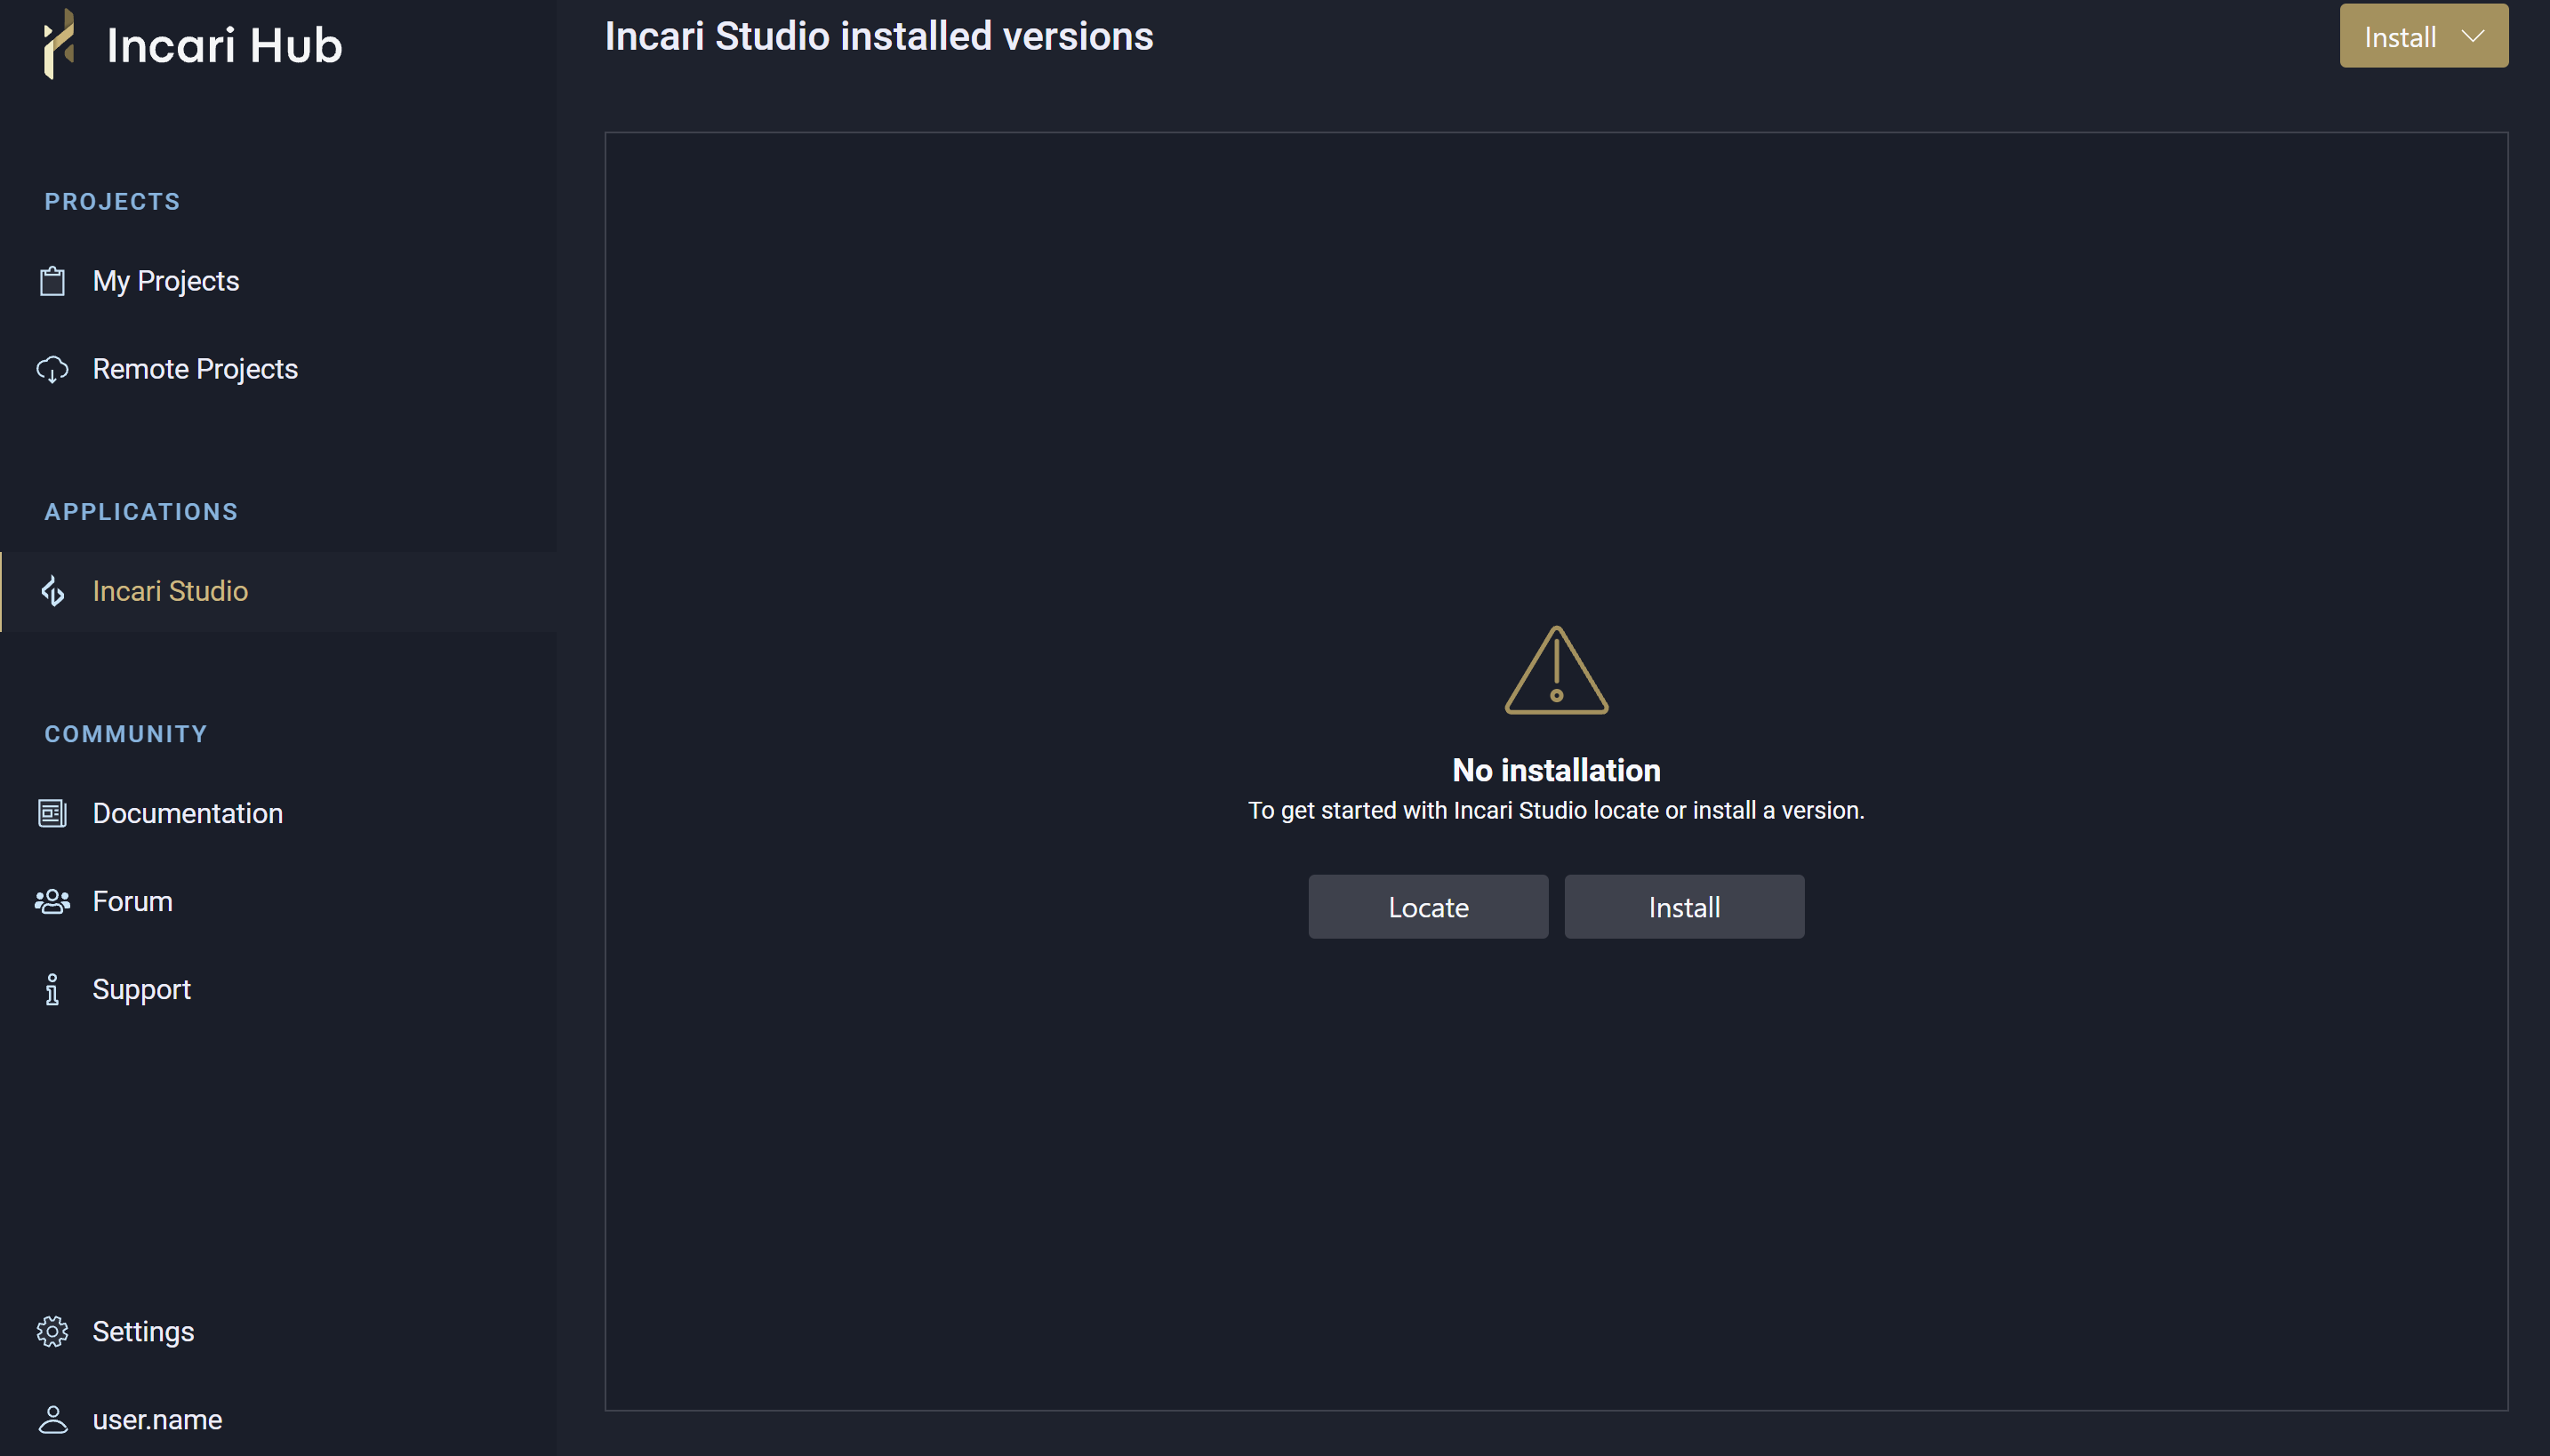 Incari Hub
PROJECTS
My Projects
Remote Projects
APPLICATIONS
Incari Studio
COMMUNITY
Documentation
Forum
Support
Settings
user.name
Incari Studio installed versions
Install
No installation
To get started with Incari Studio locate or install a version.
Locate
Install